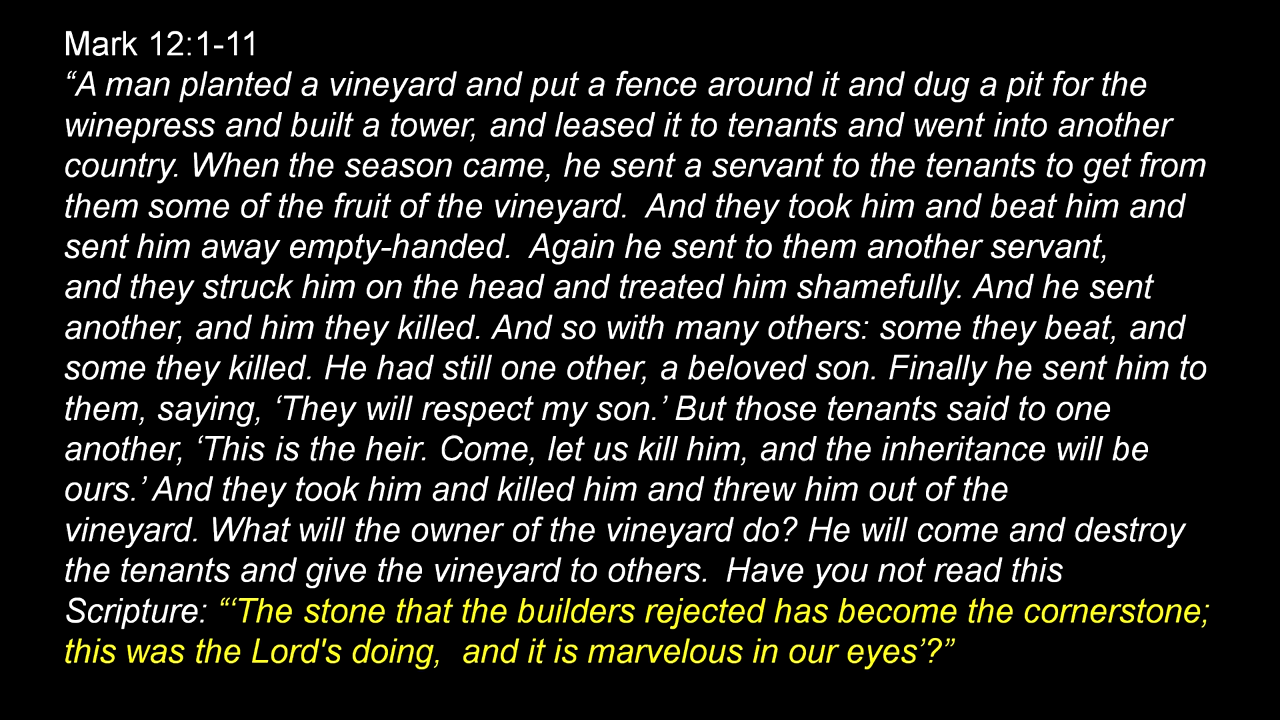 Mark 12:1-11
“A man planted a vineyard and put a fence around it and dug a pit for the
winepress and built a tower, and leased it to tenants and went into another
country. When the season came, he sent a servant to the tenants to get from
them some of the fruit of the vineyard.  And they took him and beat him and
sent him away empty-handed.  Again he sent to them another servant,
and they struck him on the head and treated him shamefully. And he sent
another, and him they killed. And so with many others: some they beat, and
some they killed. He had still one other, a beloved son. Finally he sent him to
them, saying, ‘They will respect my son.’ But those tenants said to one
another, ‘This is the heir. Come, let us kill him, and the inheritance will be
ours.’ And they took him and killed him and threw him out of the
vineyard. What will the owner of the vineyard do? He will come and destroy
the tenants and give the vineyard to others.  Have you not read this
Scripture: “‘The stone that the builders rejected has become the cornerstone;
this was the Lord's doing,  and it is marvelous in our eyes’?”